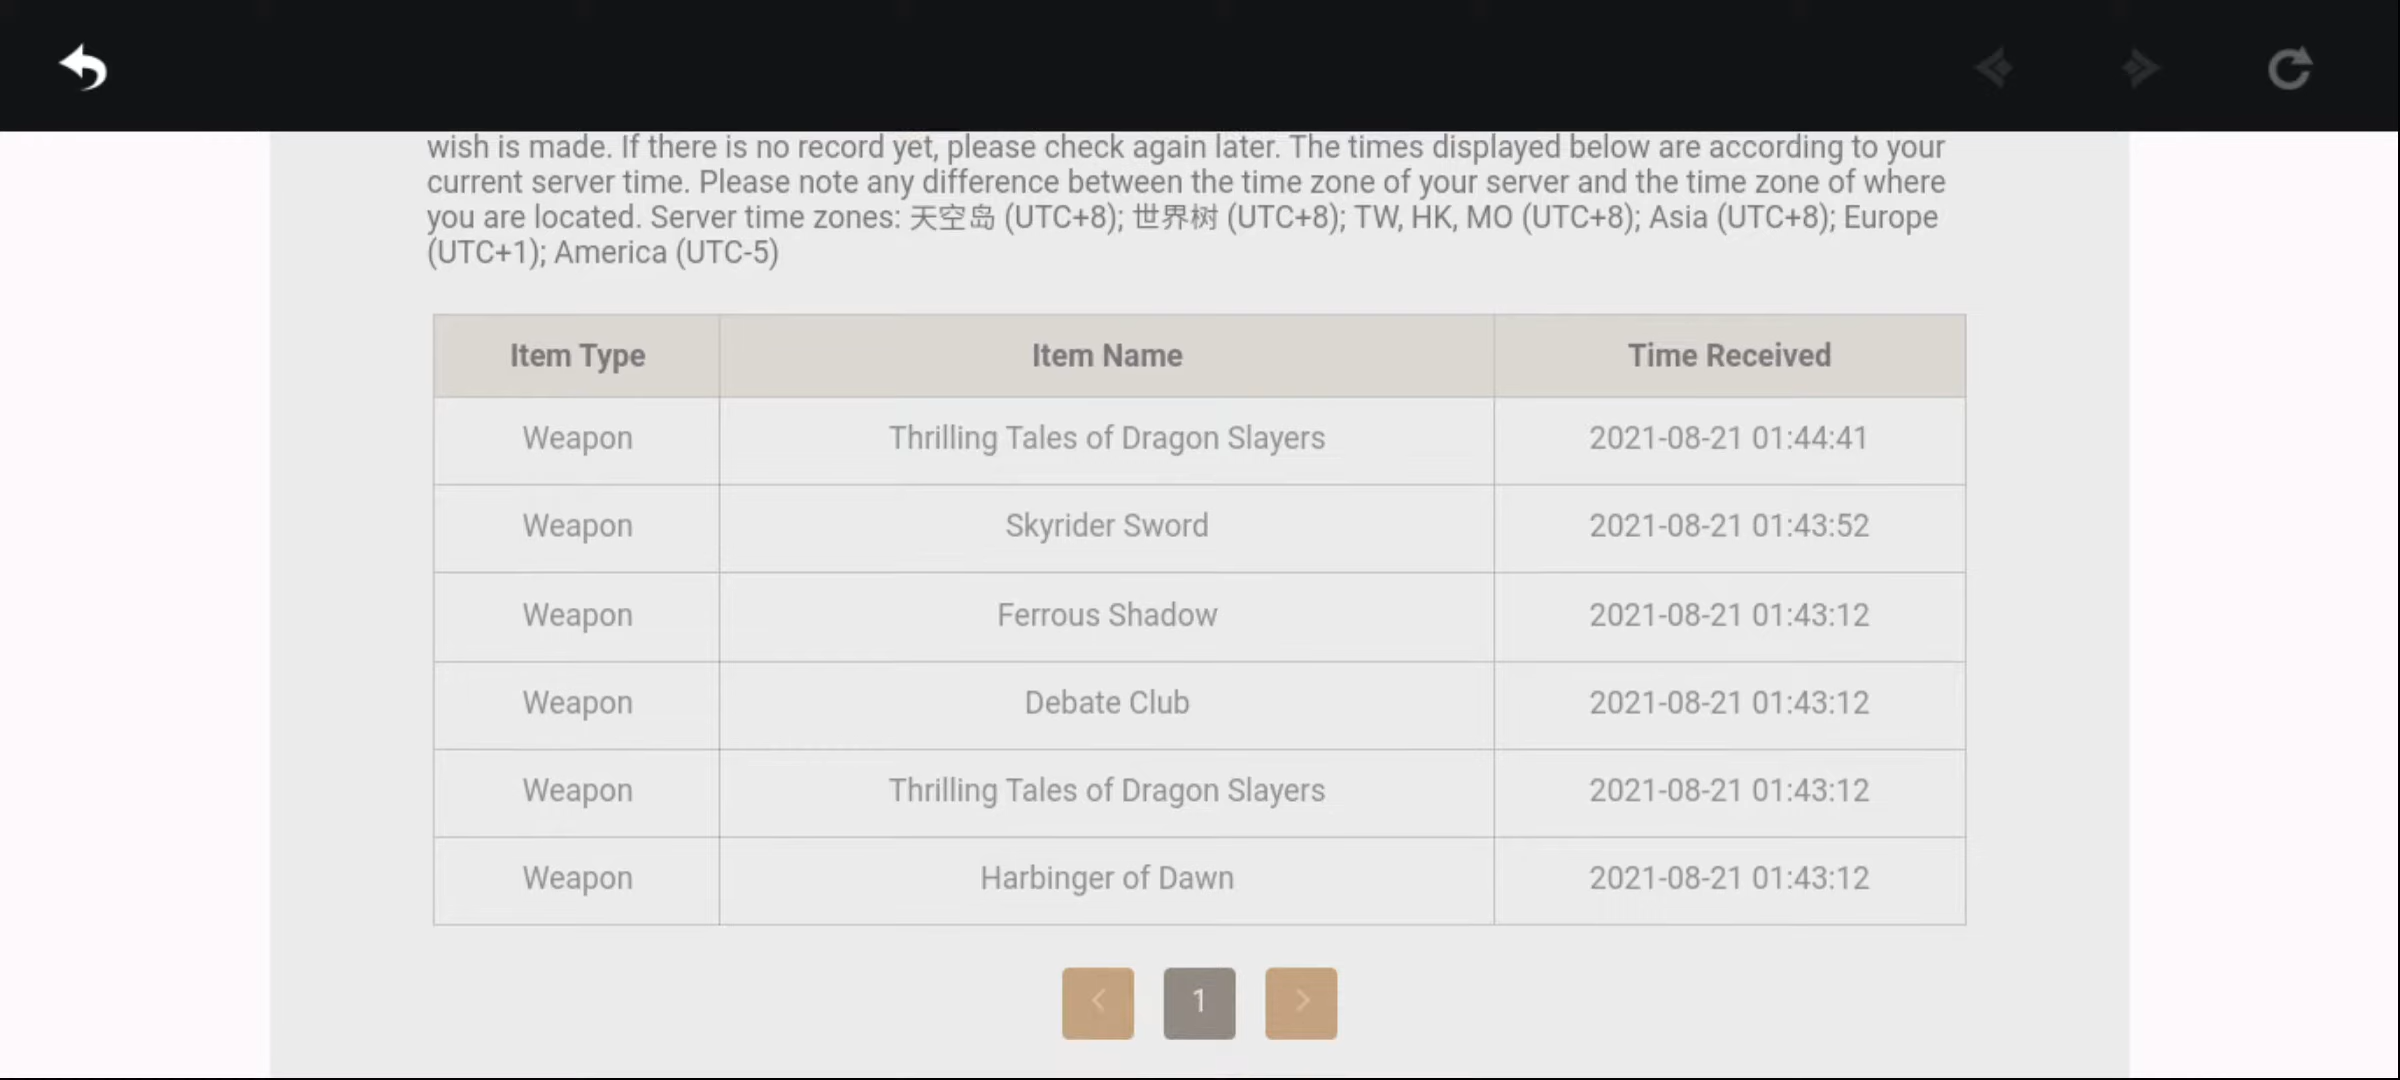 wish is made. If there is no record yet, please check again later. The times displayed below are according to your
current server time. Please note any difference between the time zone of your server and the time zone of where
you are located. Server time zones: 天空岛 (UTC+8); 世界树 (UTC+8); TW, HK, MO (UTC+8); Asia (UTC+8); Europe
(UTC+1); America (UTC-5)
Item Type Item Name Time Received
Weapon Thrilling Tales of Dragon Slayers 2021-08-21 01:44:41
Weapon Skyrider Sword 2021-08-21 01:43:52
Weapon Ferrous Shadow 2021-08-21 01:43:12
Weapon Debate Club 2021-08-21 01:43:12
Weapon Thrilling Tales of Dragon Slayers 2021-08-21 01:43:12
Weapon Harbinger of Dawn 2021-08-21 01:43:12
1